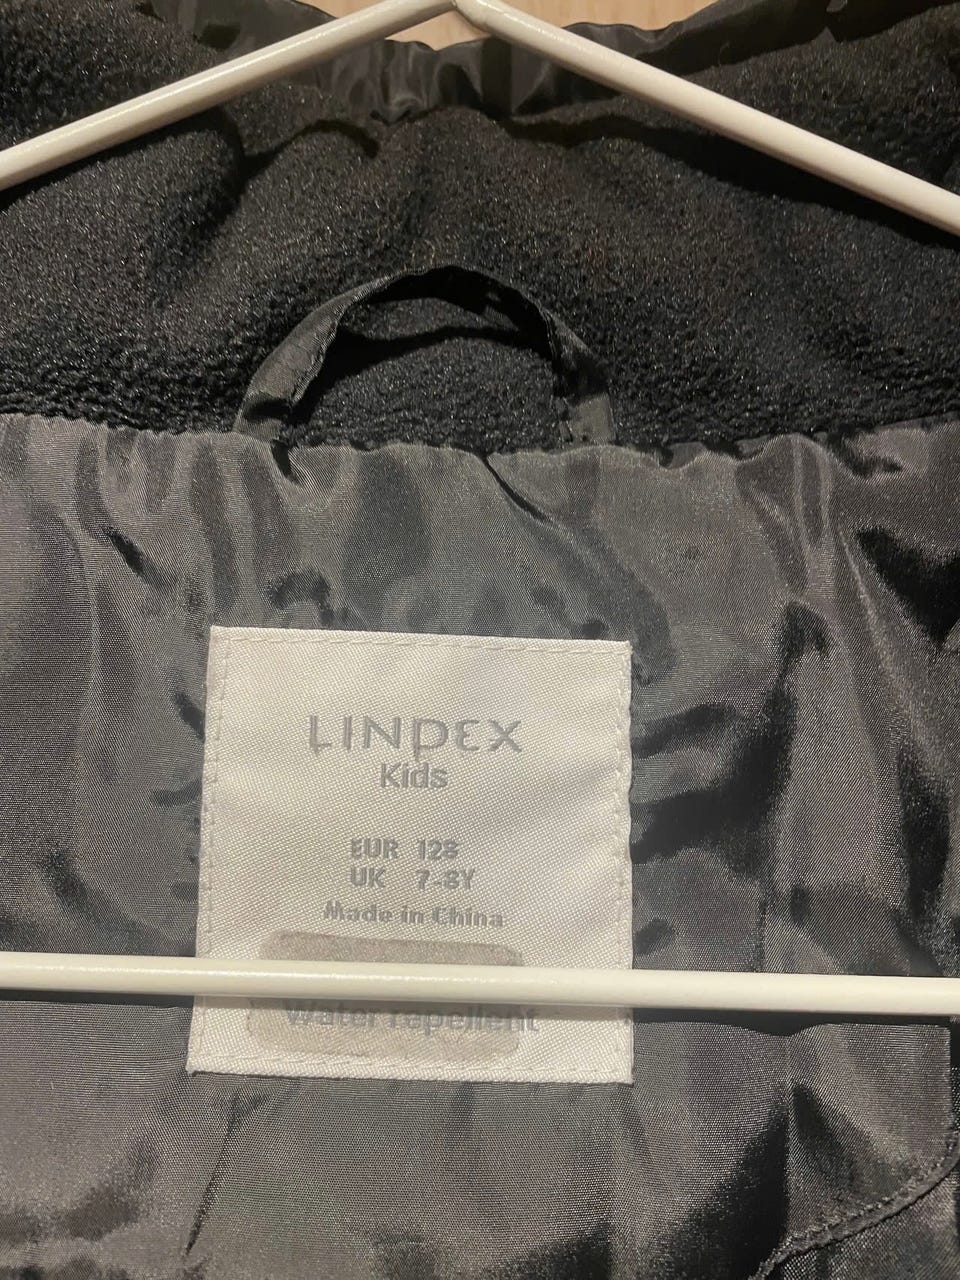 LINDEX
Kids
EUR 128
UK 7-8Y
Made in China
Water repellent